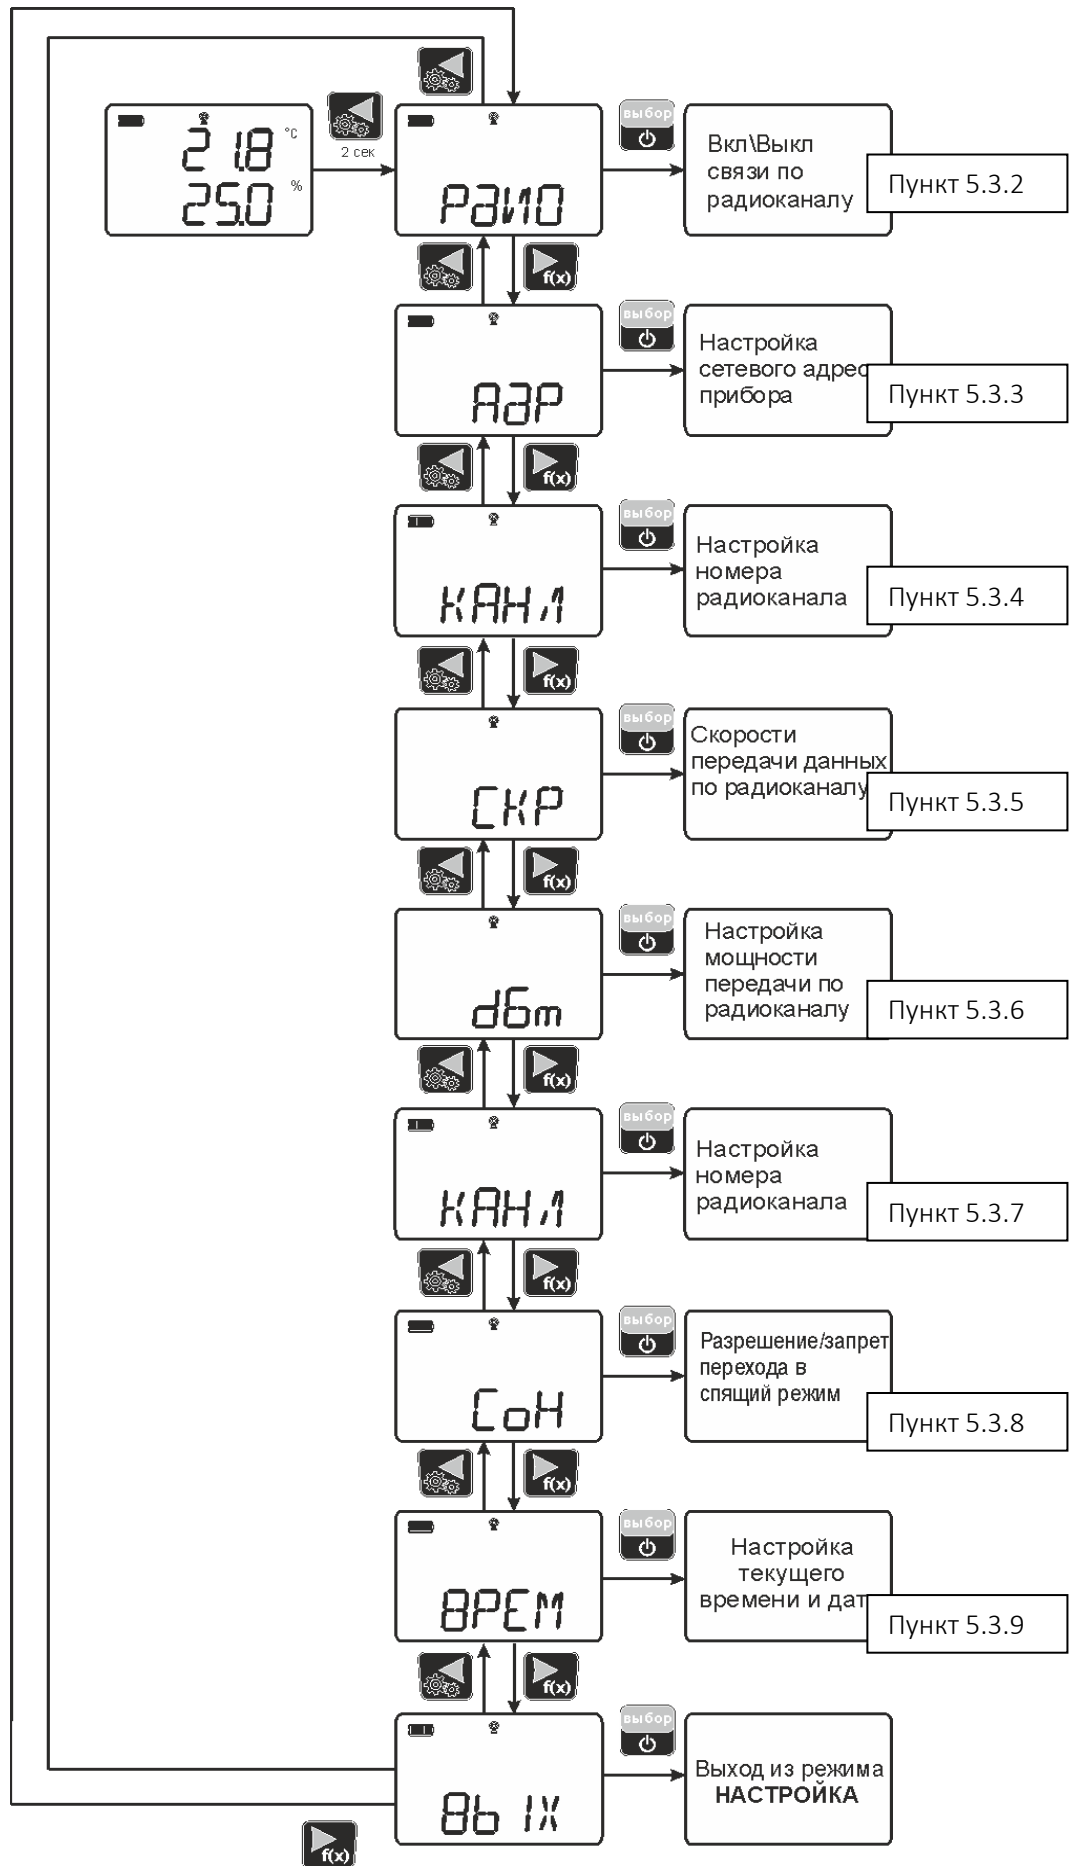 21.8 °C
25.0 %
2 сек
РаИО
выбор
Вкл\Выкл
связи по
радиоканалу
Пункт 5.3.2
f(x)
АдР
выбор
Настройка
сетевого адрес
прибора
Пункт 5.3.3
f(x)
КАНЛ
выбор
Настройка
номера
радиоканала
Пункт 5.3.4
f(x)
СКР
выбор
Скорости
передачи данных
по радиоканалу
Пункт 5.3.5
f(x)
dБm
выбор
Настройка
мощности
передачи по
радиоканалу
Пункт 5.3.6
f(x)
КАНЛ
выбор
Настройка
номера
радиоканала
Пункт 5.3.7
f(x)
СоН
выбор
Разрешение/запрет
перехода в
спящий режим
Пункт 5.3.8
f(x)
ВРЕМ
выбор
Настройка
текущего
времени и дат
Пункт 5.3.9
f(x)
ВЫХ
выбор
Выход из режима
НАСТРОЙКА
f(x)